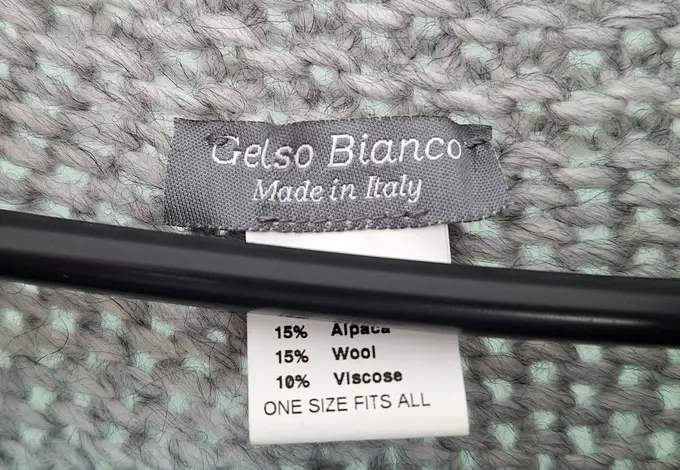 Gelso Bianco
Made in Italy
15% Alpaca
15% Wool
10% Viscose
ONE SIZE FITS ALL